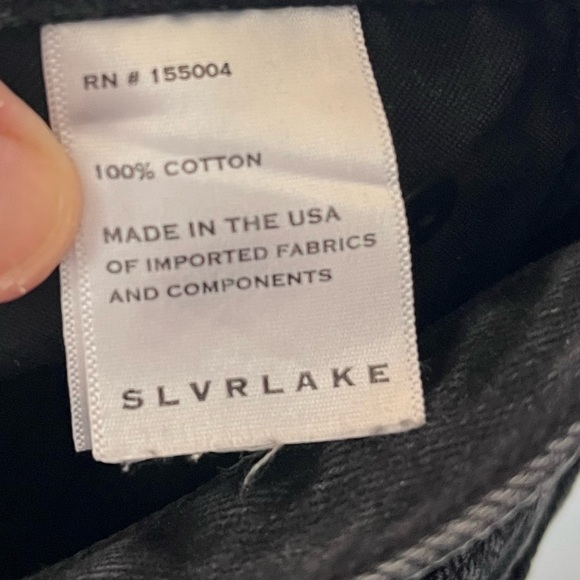 RN # 155004
100% COTTON
MADE IN THE USA
OF IMPORTED FABRICS
AND COMPONENTS
SLVRLAKE